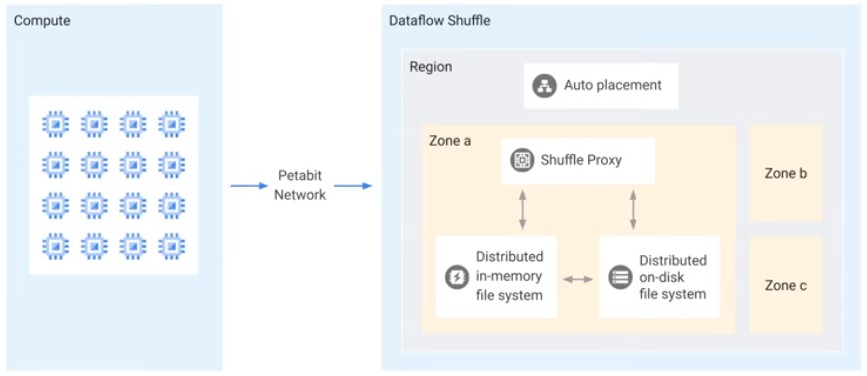 Compute
Petabit
Network
Dataflow Shuffle
Region
Auto placement
Zone a
Shuffle Proxy
Distributed
in-memory
file system
Distributed
on-disk
file system
Zone b
Zone c